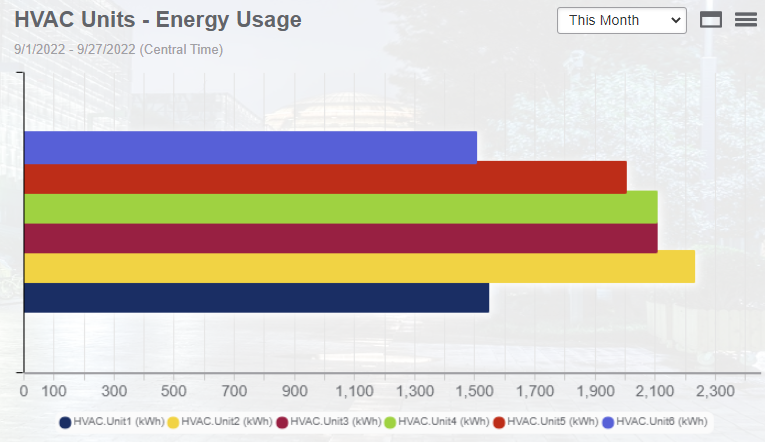 HVAC Units - Energy Usage
This Month
9/1/2022 - 9/27/2022 (Central Time)
0 100 300 500 700 900 1,100 1,300 1,500 1,700 1,900 2,100 2,300
HVAC.Unit1 (kWh) HVAC.Unit2 (kWh) HVAC.Unit3 (kWh) HVAC.Unit4 (kWh) HVAC.Unit5 (kWh) HVAC.Unit6 (kWh)